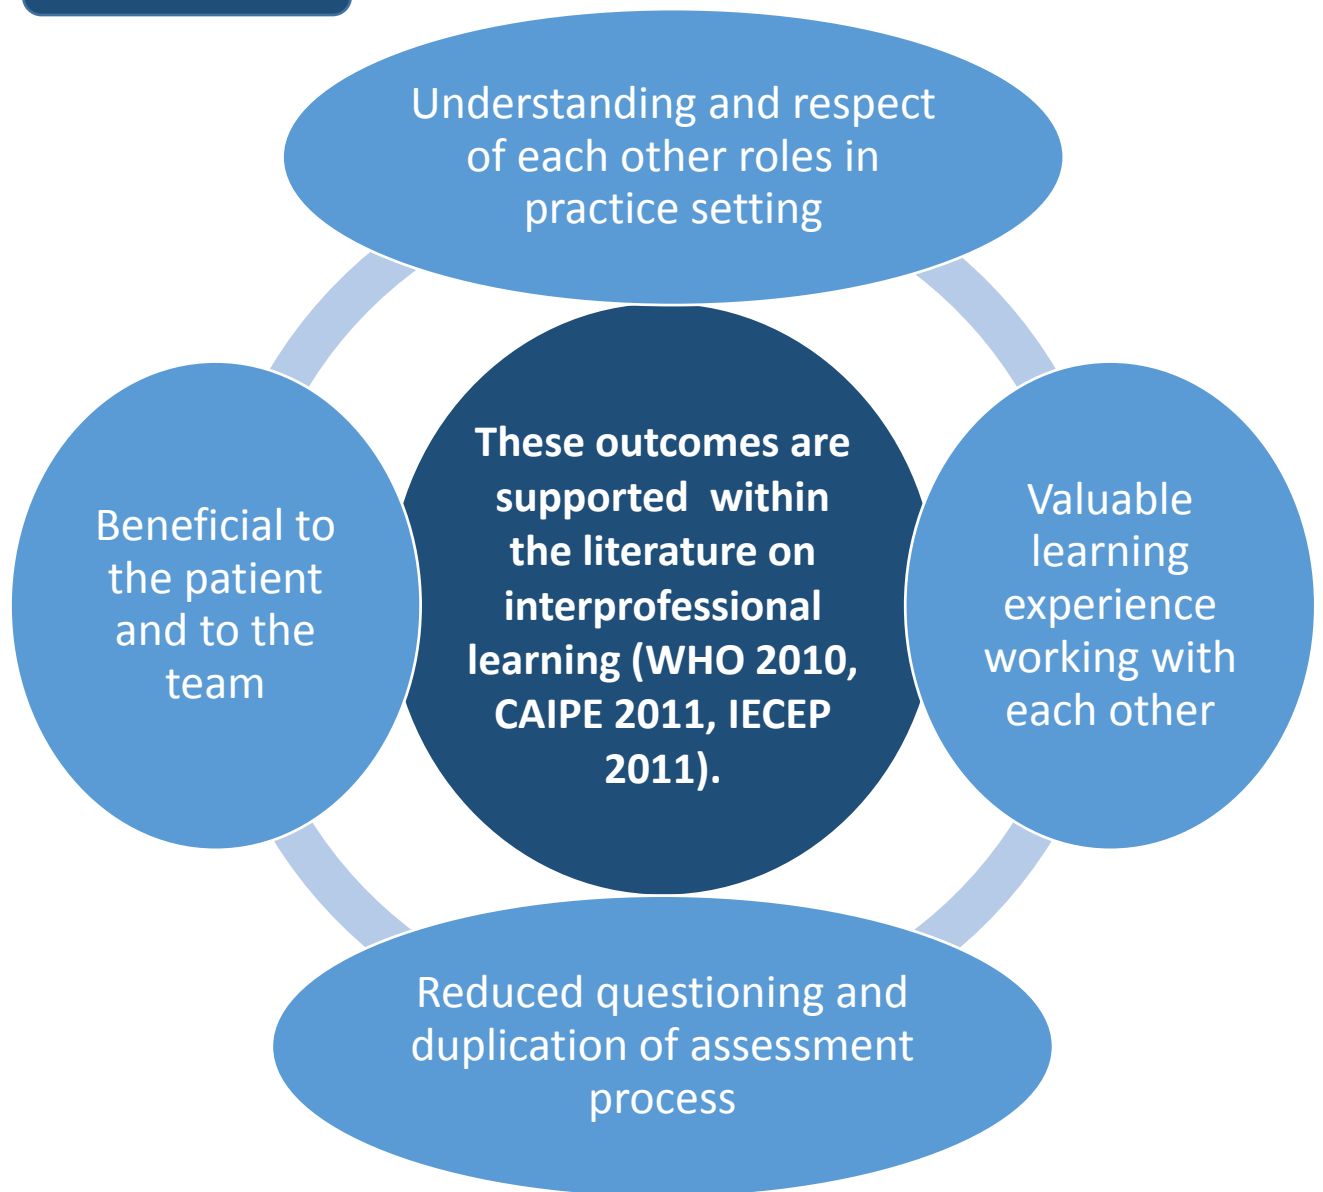 Understanding and respect
of each other roles in
practice setting
These outcomes are
supported within
the literature on
interprofessional
learning (WHO 2010,
CAIPE 2011, IECEP
2011).
Beneficial to
the patient
and to the
team
Valuable
learning
experience
working with
each other
Reduced questioning and
duplication of assessment
process